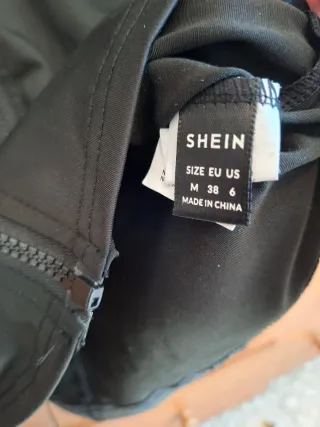 SHEIN
SIZE EU US
M 38 6
MADE IN CHINA